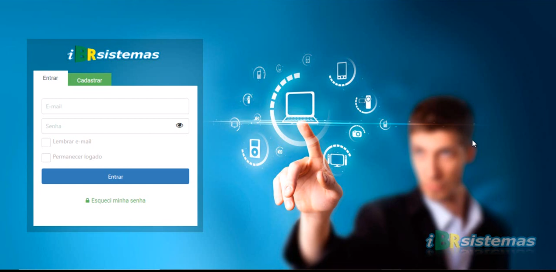 iBRsistemas
Entrar
Cadastrar
E-mail
Senha
Lembrar e-mail
Permanecer logado
Entrar
Esqueci minha senha
iBRsistemas